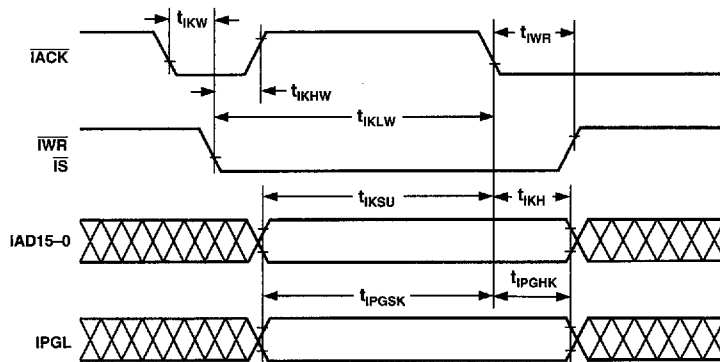 tIKW
IACK
tIWR
tIKHW
tIKLW
IWR
IS
tIKSU
tIKH
IAD15–0
tIPGSK
tIPGHK
IPGL